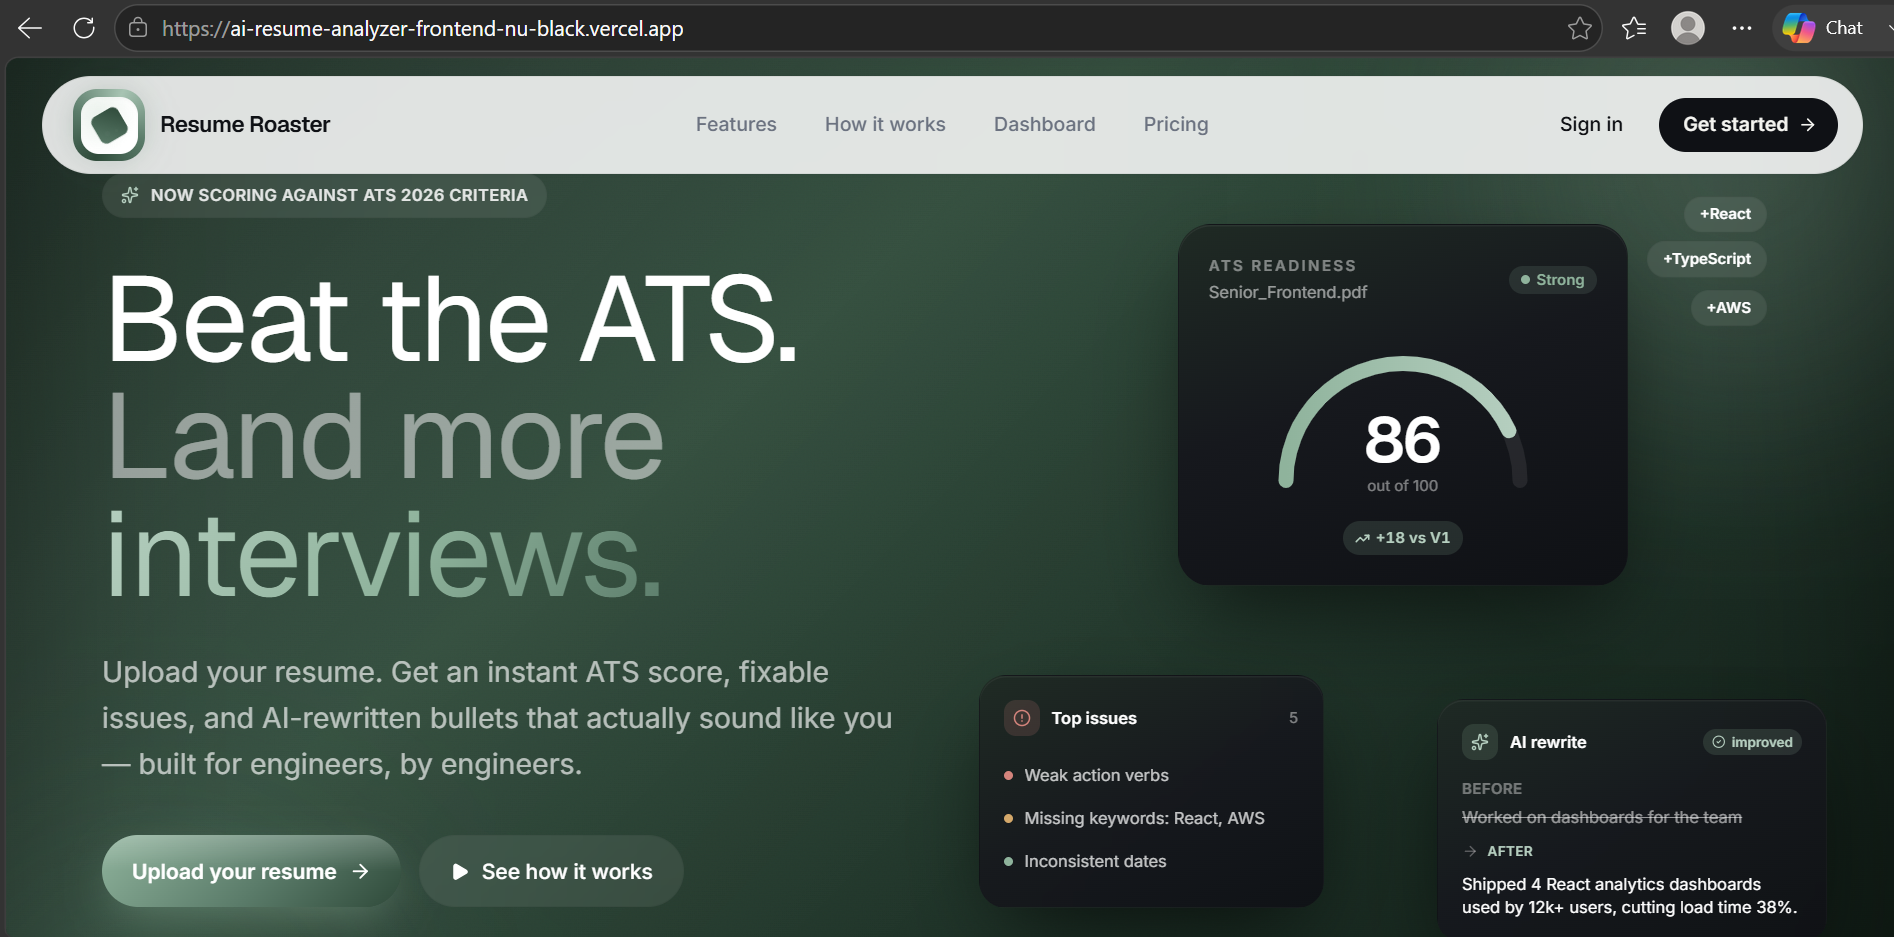 https://ai-resume-analyzer-frontend-nu-black.vercel.app
Chat
Resume Roaster
Features
How it works
Dashboard
Pricing
Sign in
Get started →
NOW SCORING AGAINST ATS 2026 CRITERIA
Beat the ATS.
Land more
interviews.
Upload your resume. Get an instant ATS score, fixable
issues, and AI-rewritten bullets that actually sound like you
— built for engineers, by engineers.
Upload your resume →
See how it works
ATS READINESS
Senior_Frontend.pdf
Strong
86
out of 100
+18 vs V1
+React
+TypeScript
+AWS
Top issues
5
Weak action verbs
Missing keywords: React, AWS
Inconsistent dates
AI rewrite
improved
BEFORE
Worked on dashboards for the team
→ AFTER
Shipped 4 React analytics dashboards
used by 12k+ users, cutting load time 38%.